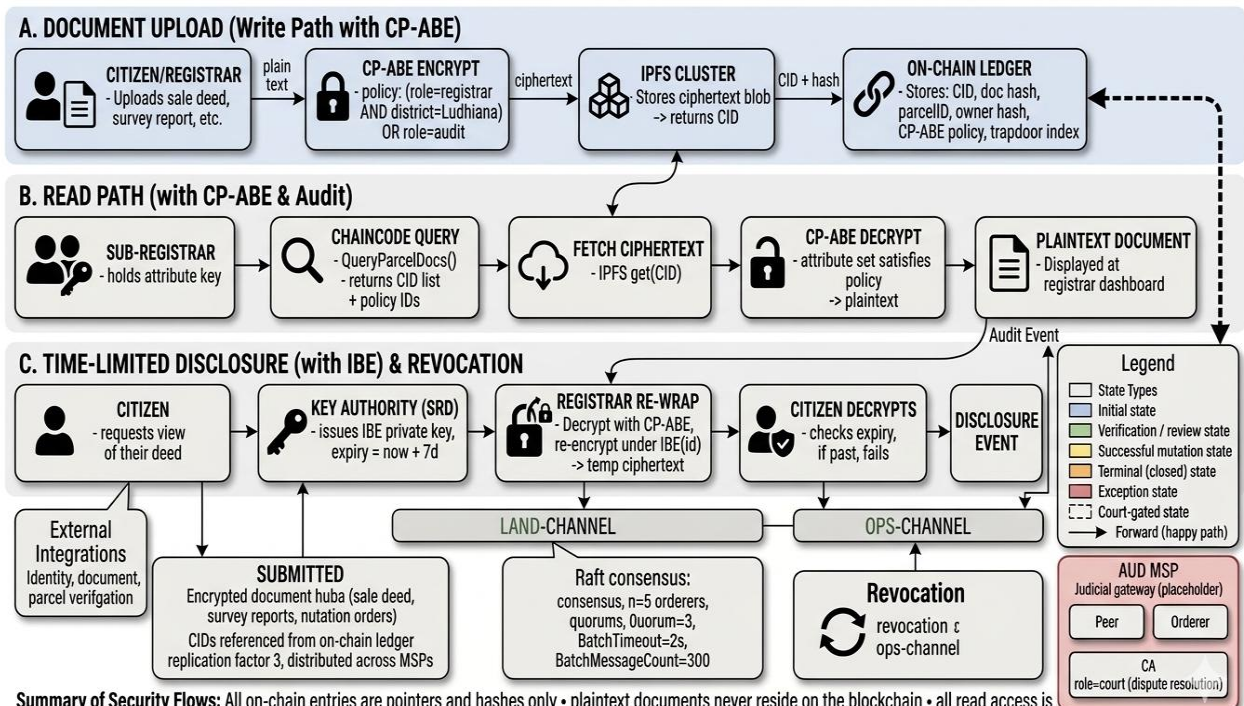 A. DOCUMENT UPLOAD (Write Path with CP-ABE)
CITIZEN/REGISTRAR
- Uploads sale deed,
survey report, etc.
plain
text
CP-ABE ENCRYPT
- policy: (role=registrar
AND district=Ludhiana)
OR role=audit
ciphertext
IPFS CLUSTER
- Stores ciphertext blob
-> returns CID
CID + hash
ON-CHAIN LEDGER
- Stores: CID, doc hash,
parcelID, owner hash,
CP-ABE policy, trapdoor index
B. READ PATH (with CP-ABE & Audit)
SUB-REGISTRAR
- holds attribute key
CHAINCODE QUERY
- QueryParcelDocs()
- returns CID list
+ policy IDs
FETCH CIPHERTEXT
- IPFS get(CID)
CP-ABE DECRYPT
- attribute set satisfies
policy
-> plaintext
PLAINTEXT DOCUMENT
- Displayed at
registrar dashboard
Audit Event
C. TIME-LIMITED DISCLOSURE (with IBE) & REVOCATION
CITIZEN
- requests view
of their deed
KEY AUTHORITY (SRD)
- issues IBE private key,
expiry = now + 7d
REGISTRAR RE-WRAP
- Decrypt with CP-ABE,
re-encrypt under IBE(id)
-> temp ciphertext
CITIZEN DECRYPTS
- checks expiry,
if past, fails
DISCLOSURE
EVENT
Legend
State Types
Initial state
Verification / review state
Successful mutation state
Terminal (closed) state
Exception state
Court-gated state
Forward (happy path)
External
Integrations
Identity, document,
parcel verifgation
SUBMITTED
Encrypted document huba (sale deed,
survey reports, nutation orders)
CIDs referenced from on-chain ledger
replication factor 3, distributed across MSPs
LAND-CHANNEL
OPS-CHANNEL
Raft consensus:
consensus, n=5 orderers,
quorums, 0uorum=3,
BatchTimeout=2s,
BatchMessageCount=300
Revocation
revocation ε
ops-channel
AUD MSP
Judicial gateway (placeholder)
Peer
Orderer
CA
role=court (dispute resolution)
Summary of Security Flows: All on-chain entries are pointers and hashes only • plaintext documents never reside on the blockchain • all read access is